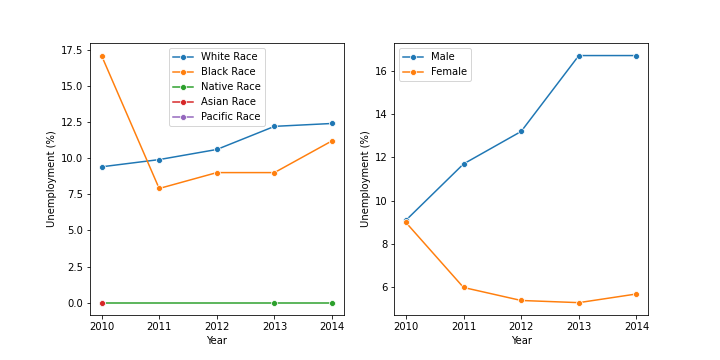 17.5
15.0
12.5
10.0
7.5
5.0
2.5
0.0
Unemployment (%)
White Race
Black Race
Native Race
Asian Race
Pacific Race
2010 2011 2012 2013 2014
Year
16
14
12
10
8
6
Unemployment (%)
Male
Female
2010 2011 2012 2013 2014
Year